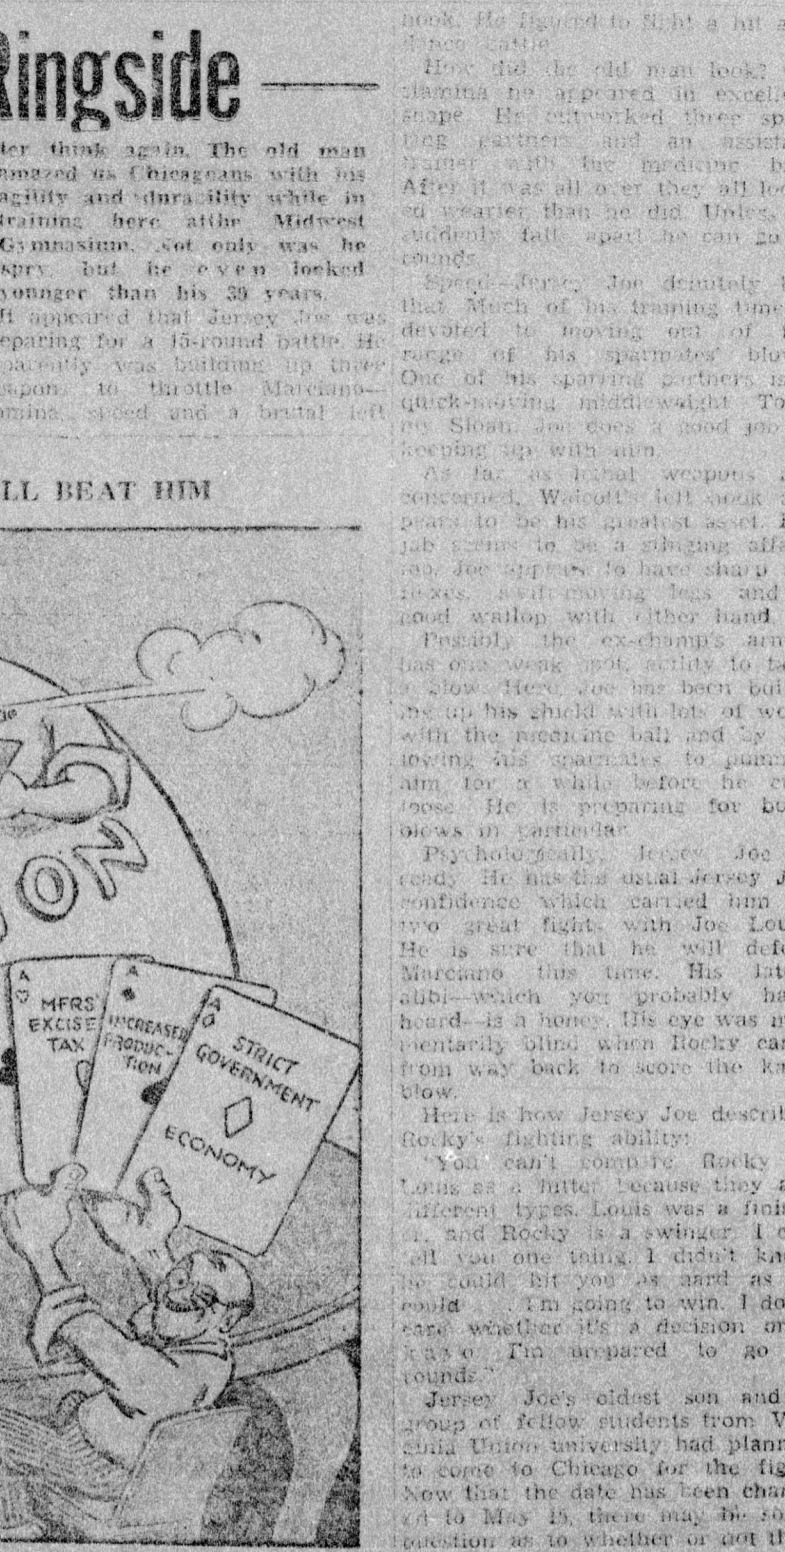 Ringside
ter think again. The old man
amazed us Chicagoans with his
agility and durability while in
training here atthe Midwest
Gymnasium. Not only was he
spry, but he even looked
younger than his 39 years.
It appeared that Jersey Joe was
eparing for a 15-round battle. He
parently was building up three
eapons to throttle Marciano—
amina, speed and a brutal left
LL BEAT HIM
ON
A
MFRS'
EXCISE
TAX
A
INCREASED
PRODUC-
TION
A
STRICT
GOVERNMENT
ECONOMY
hook. He figured to fight a hit a
dance battle
How did the old man look?
stamina he appeared in excelle
shape. He outworked three sp
ring partners and an assista
trainer with the medicine b
After it was all over they all loo
ed wearier than he did. Unless
suddenly falls apart he can go
rounds.
Speed—Jersey Joe definitely
that. Much of his training time
devoted to moving out of
range of his sparmates' blow
One of his sparring partners is
quick-moving middleweight To
my Sloan. Joe does a good job
keeping up with him.
As far as lethal weapons a
concerned, Walcott's left hook a
pears to be his greatest asset.
jab seems to be a stinging affa
too. Joe appears to have sharp
flexes, swift-moving legs and
good wallop with either hand.
Possibly the ex-champ's arm
has one weak spot, ability to ta
a blow. Here, Joe has been buil
ing up his shield with lots of wo
with the medicine ball and by
lowing his sparmates to pumm
him for a while before he cu
loose. He is preparing for bo
blows in particular.
Psychologically, Jersey Joe
ready. He has the usual Jersey J
confidence which carried him
two great fights with Joe Lou
He is sure that he will defe
Marciano this time. His late
alibi—which you probably ha
heard—is a honey. His eye was m
mentarily blind when Rocky cam
from way back to score the ka
blow.
Here is how Jersey Joe describ
Rocky's fighting ability:
"You can't compare Rocky
Louis as a hitter because they a
different types. Louis was a finis
er, and Rocky is a swinger. I c
tell you one thing. I didn't kn
he could hit you as hard as
could . . . I'm going to win. I do
care whether it's a decision or
kayo I'm prepared to go
rounds."
Jersey Joe's oldest son and
group of fellow students from V
ginia Union university had plann
to come to Chicago for the fig
Now that the date has been chan
ed to May 15, there may be so
question as to whether or not th